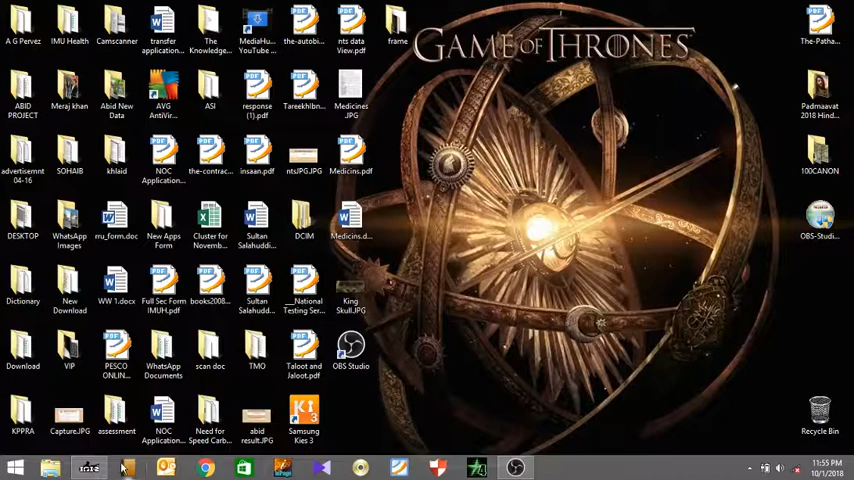 A G Pervez
IMU Health
Camscanner
transfer
application...
The
Knowledge...
MediaHu...
YouTube ...
the-autobi...
nts data
View.pdf
frame
GAME OF THRONES
The-Patha...
ABID
PROJECT
Meraj khan
Abid New
Data
AVG
AntiVir...
ASI
response
(1).pdf
TareekhIbn...
Medicines
.JPG
Padmaavat
2018 Hind...
advertisemnt
04-16
SOHAIB
khlaid
NOC
Application...
the-contrac...
insaan.pdf
ntsJPG.JPG
Medicins.pdf
100CANON
DESKTOP
WhatsApp
Images
rru_form.doc
New Apps
Form
Cluster for
Novemb...
Sultan
Salahuddi...
DCIM
Medicins.d...
OBS-Studi...
Dictionary
New
Download
WW 1.docx
Full Sec Form
IMUH.pdf
books2008...
Sultan
Salahuddi...
__National
Testing Ser...
King
Skull.JPG
Download
VIP
PESCO
ONLIN...
WhatsApp
Documents
scan doc
TMO
Taloot and
Jaloot.pdf
OBS Studio
KPPRA
Capture.JPG
assessment
NOC
Application...
Need for
Speed Carb...
abid
result.JPG
Samsung
Kies 3
Recycle Bin
11:55 PM
10/1/2018